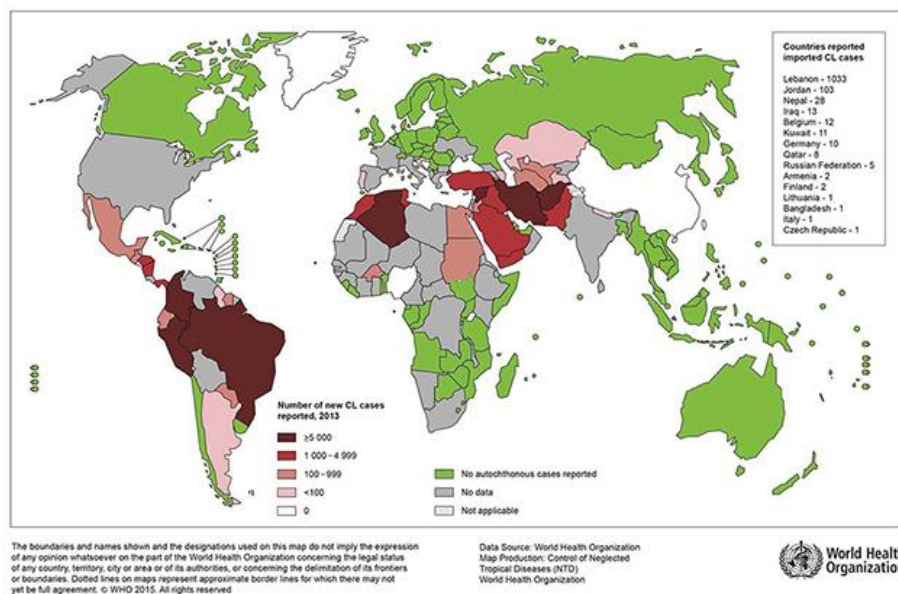 Countries reported
imported CL cases
Lebanon - 1033
Jordan - 103
Nepal - 28
Iraq - 13
Belgium - 12
Kuwait - 11
Germany - 10
Qatar - 8
Russian Federation - 5
Armenia - 2
Finland - 2
Lithuania - 1
Bangladesh - 1
Italy - 1
Czech Republic - 1
Number of new CL cases
reported, 2013
≥5 000
1 000 – 4 999
100 – 999
<100
0
No autochthonous cases reported
No data
Not applicable
The boundaries and names shown and the designations used on this map do not imply the expression
of any opinion whatsoever on the part of the World Health Organization concerning the legal status
of any country, territory, city or area or of its authorities, or concerning the delimitation of its frontiers
or boundaries. Dotted lines on maps represent approximate border lines for which there may not
yet be full agreement. © WHO 2015. All rights reserved
Data Source: World Health Organization
Map Production: Control of Neglected
Tropical Diseases (NTD)
World Health Organization
World Health
Organization